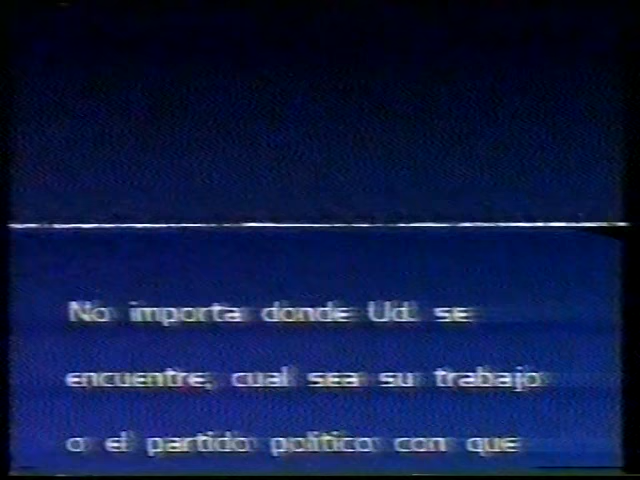 No importa donde Ud. se
encuentre, cual sea su trabajo
o el partido político con que